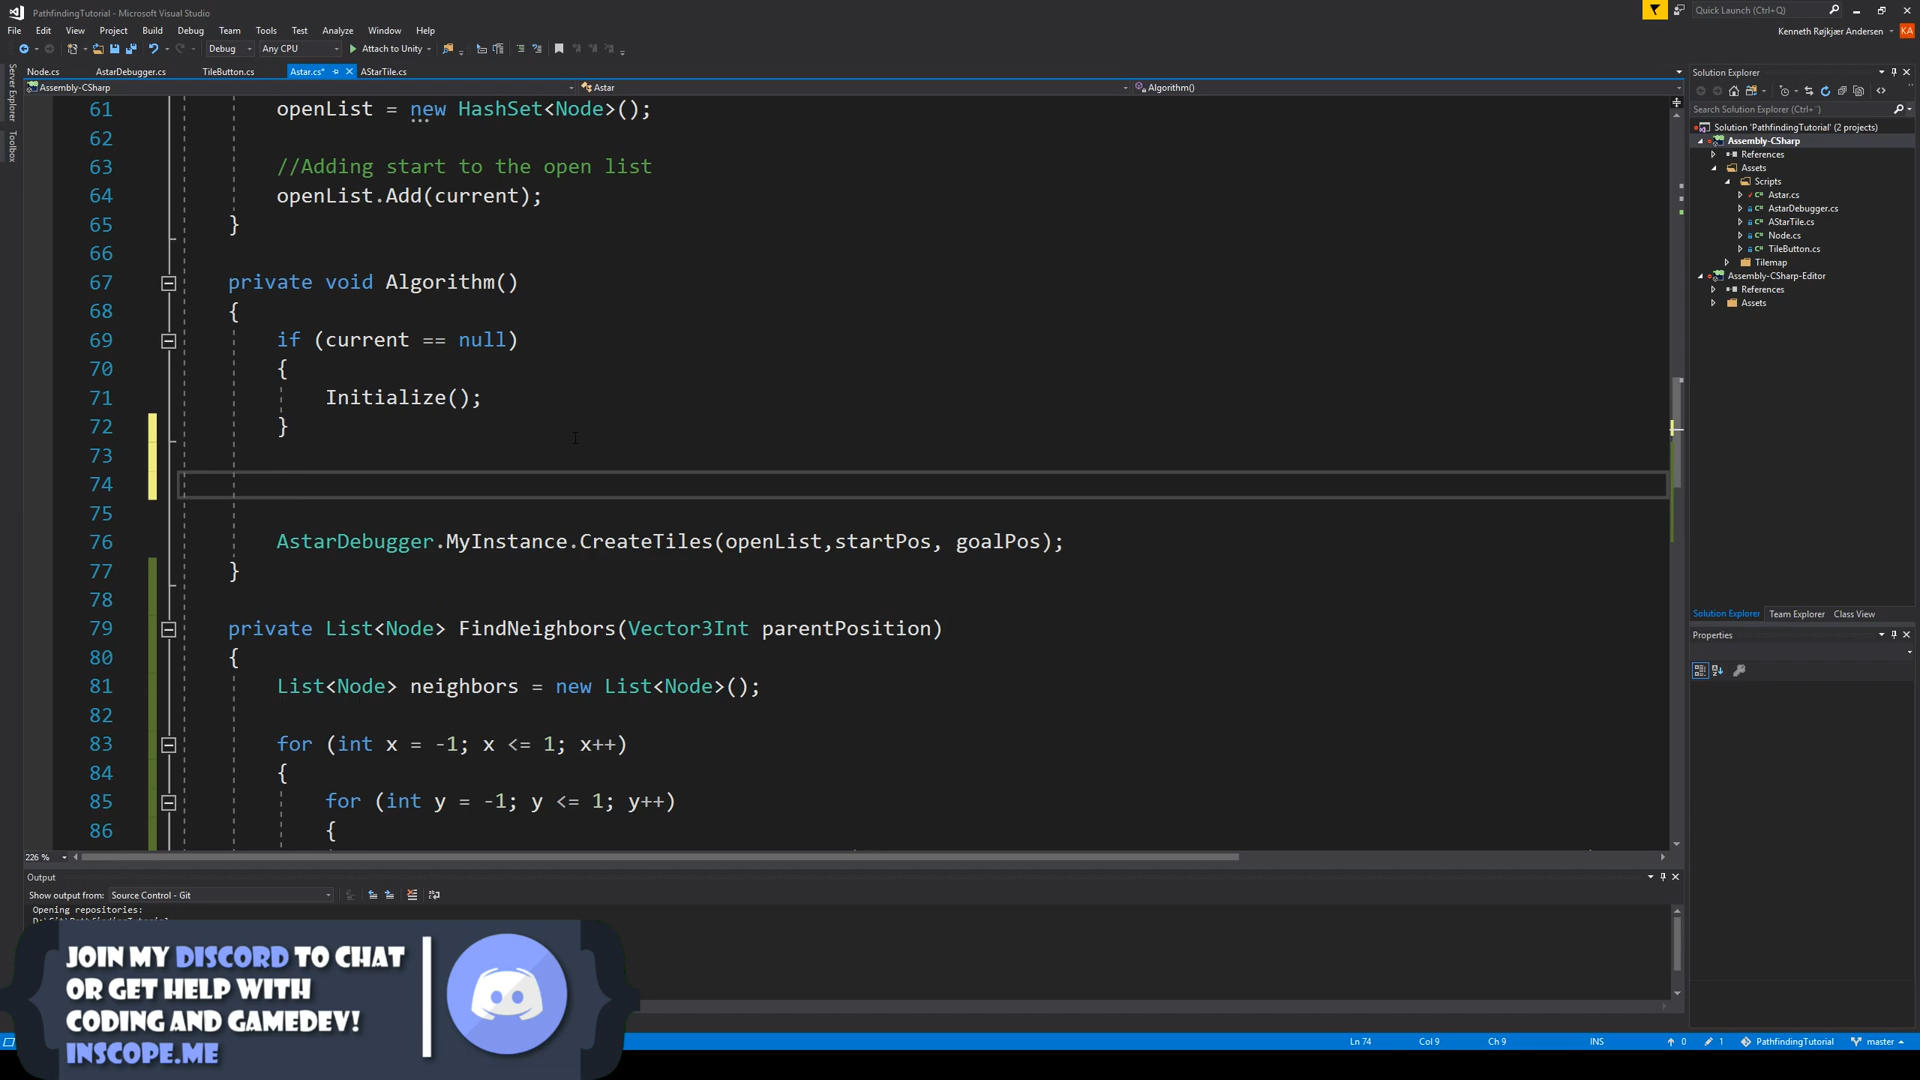 PathfindingTutorial - Microsoft Visual Studio
Quick Launch (Ctrl+Q)
File Edit View Project Build Debug Team Tools Test Analyze Window Help
Kenneth Røjkjær Andersen
KA
Debug Any CPU Attach to Unity
Node.cs AstarDebugger.cs TileButton.cs Astar.cs* AStarTile.cs
Assembly-CSharp Astar Algorithm()
Server Explorer
Toolbox
61 openList = new HashSet<Node>();
62
63 //Adding start to the open list
64 openList.Add(current);
65 }
66
67 private void Algorithm()
68 {
69 if (current == null)
70 {
71 Initialize();
72 }
73
74
75
76 AstarDebugger.MyInstance.CreateTiles(openList,startPos, goalPos);
77 }
78
79 private List<Node> FindNeighbors(Vector3Int parentPosition)
80 {
81 List<Node> neighbors = new List<Node>();
82
83 for (int x = -1; x <= 1; x++)
84 {
85 for (int y = -1; y <= 1; y++)
86 {
226 %
Solution Explorer
Search Solution Explorer (Ctrl+')
Solution 'PathfindingTutorial' (2 projects)
Assembly-CSharp
References
Assets
Scripts
Astar.cs
AstarDebugger.cs
AStarTile.cs
Node.cs
TileButton.cs
Tilemap
Assembly-CSharp-Editor
References
Assets
Solution Explorer Team Explorer Class View
Properties
Output
Show output from: Source Control - Git
Opening repositories:
JOIN MY DISCORD TO CHAT
OR GET HELP WITH
CODING AND GAMEDEV!
INSCOPE.ME
Ln 74 Col 9 Ch 9 INS 0 1 PathfindingTutorial master